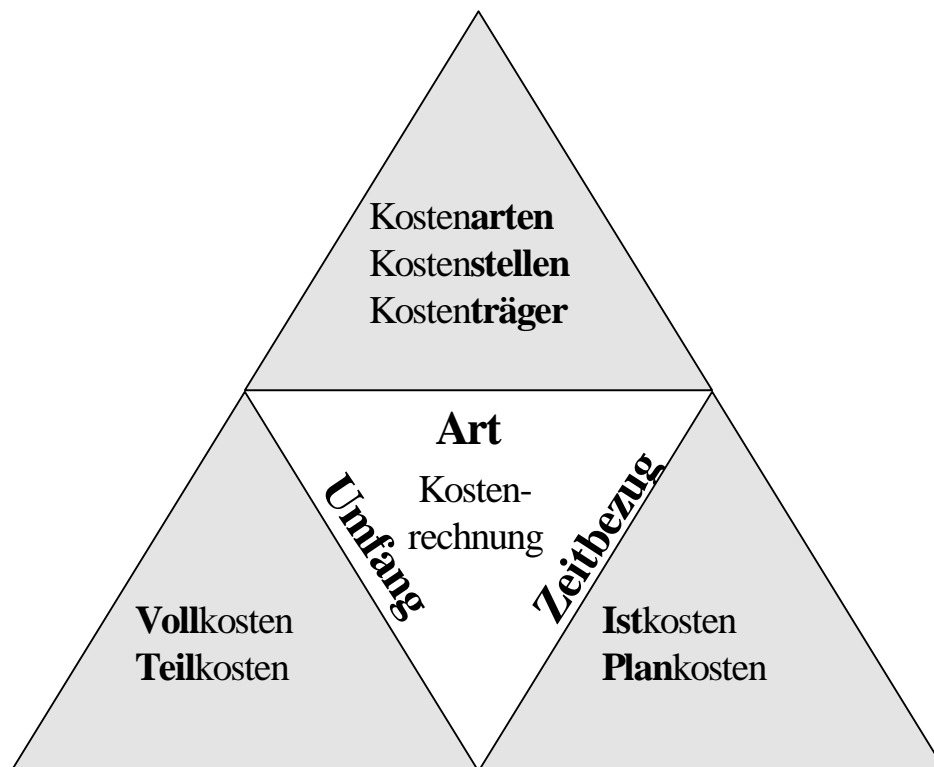 Kostenarten
Kostenstellen
Kostenträger
Art
Kosten-
rechnung
Umfang
Zeitbezug
Vollkosten
Teilkosten
Istkosten
Plankosten